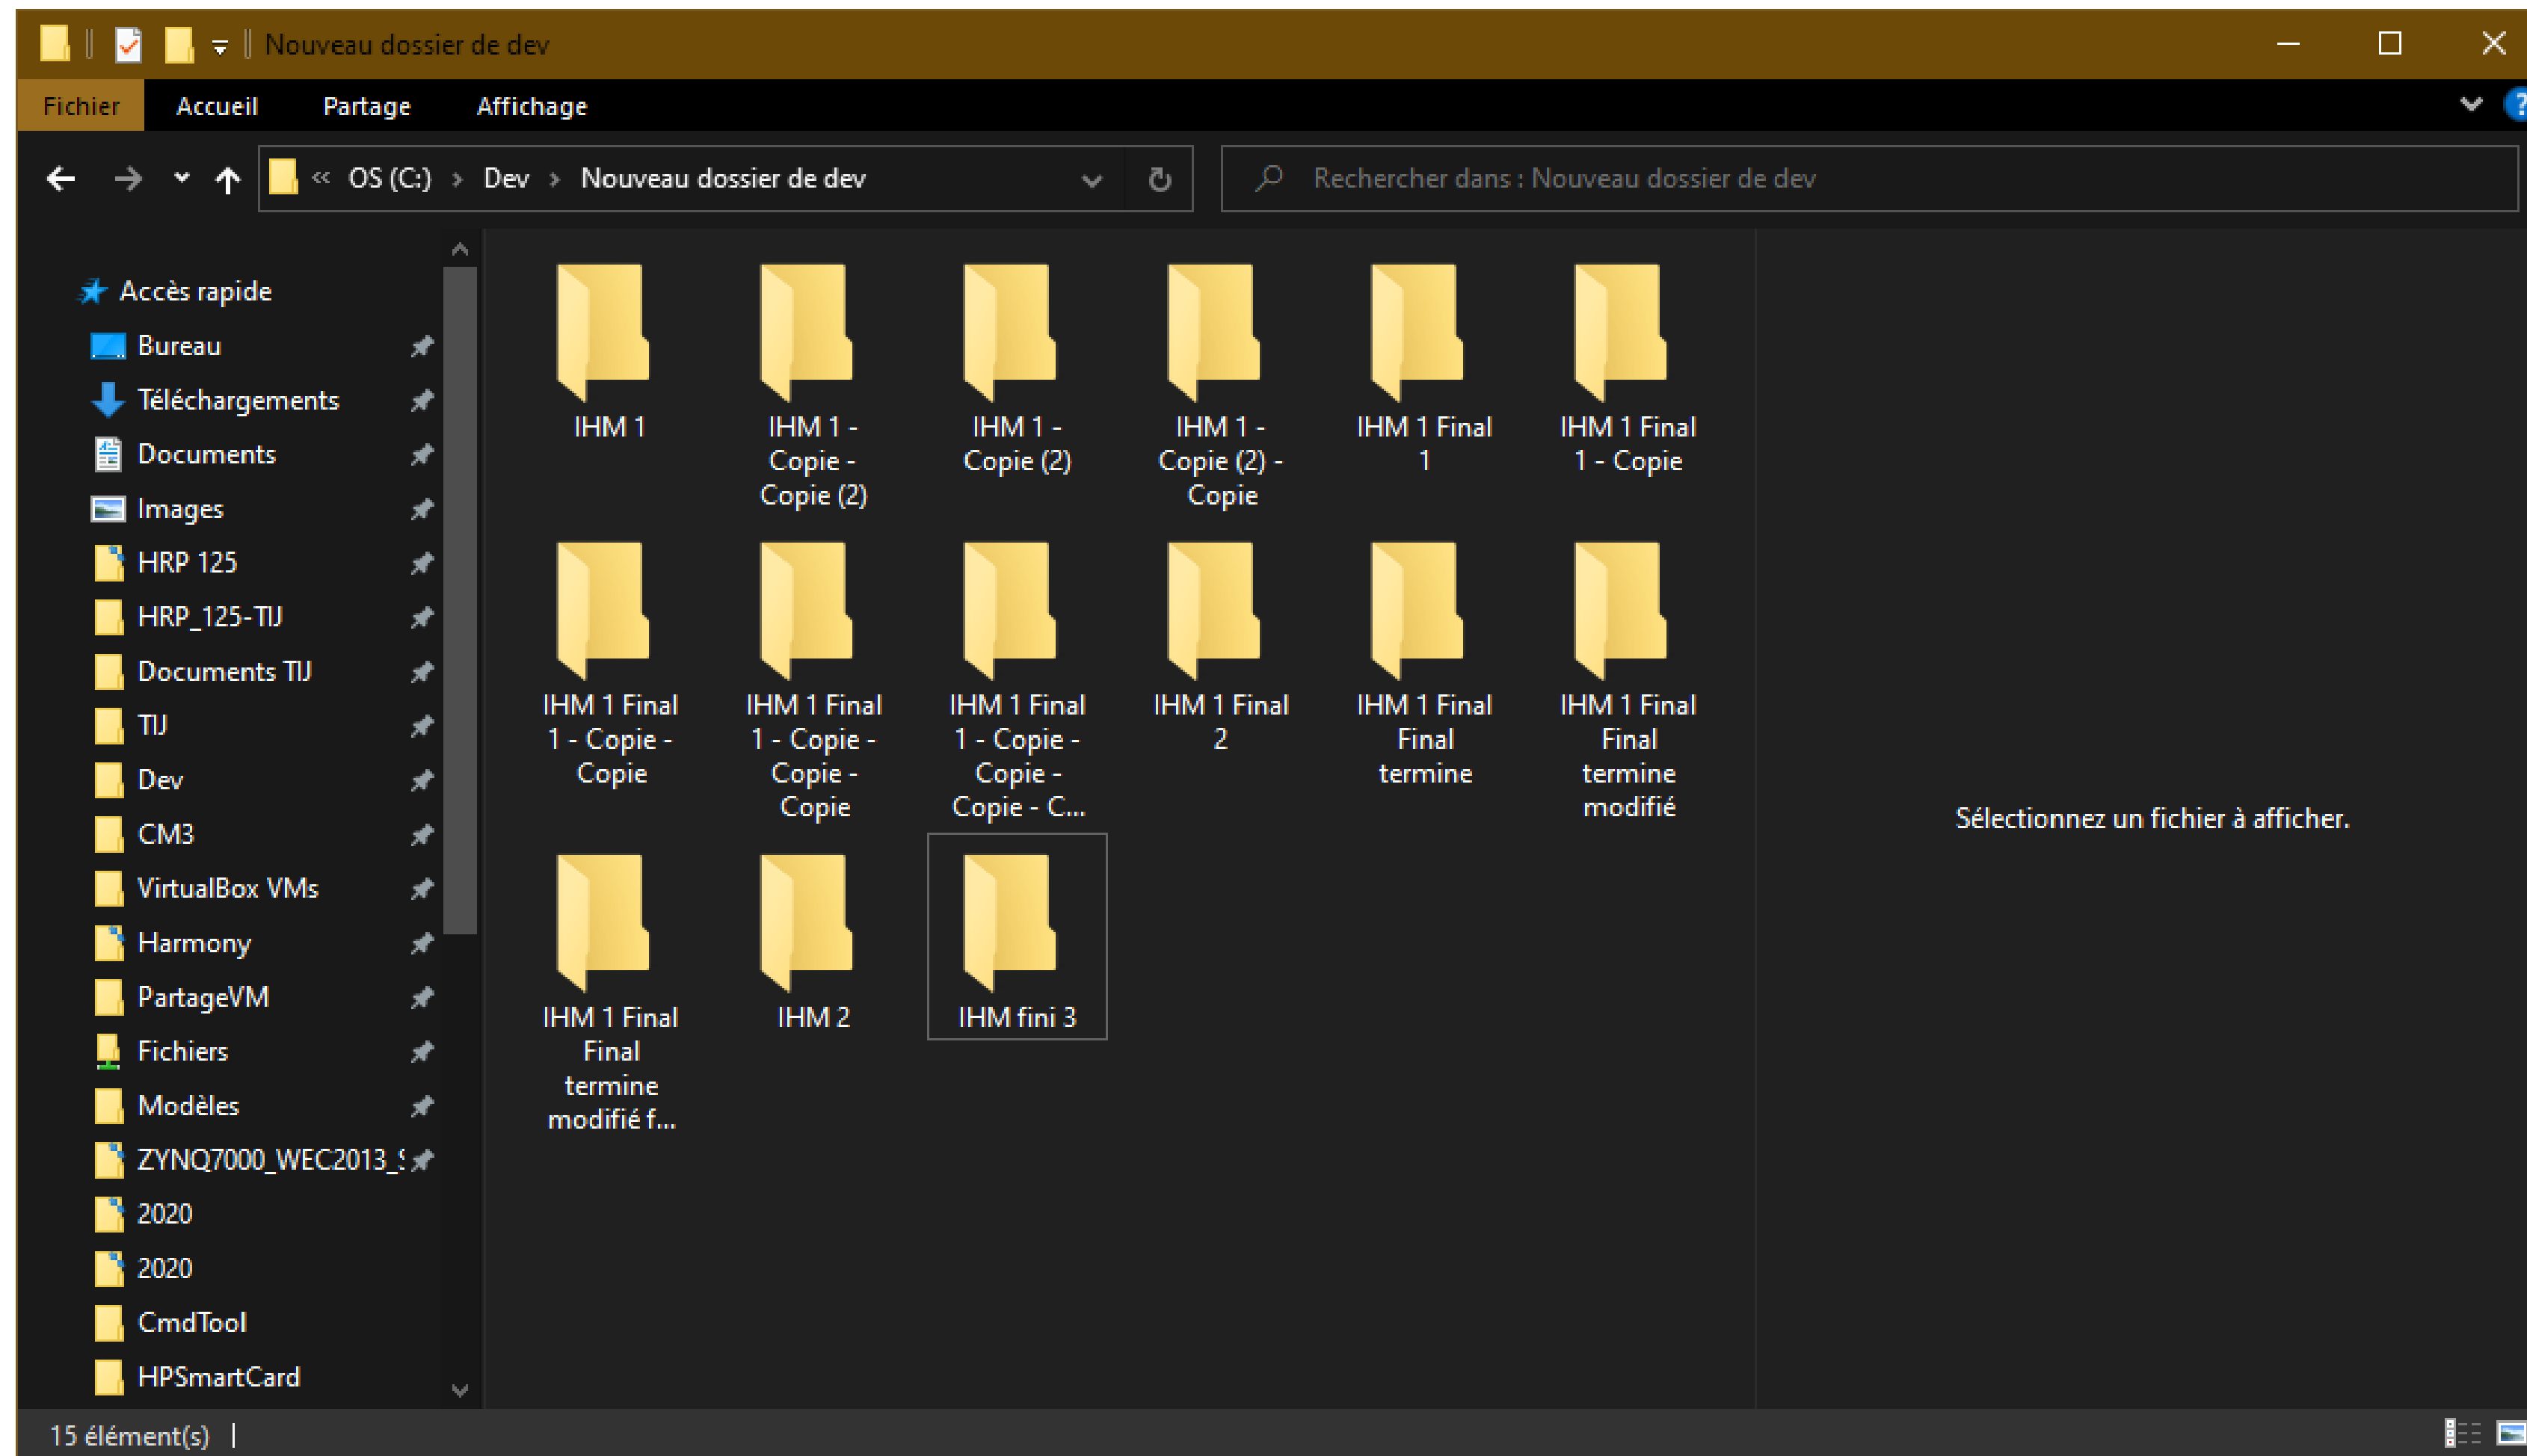 Nouveau dossier de dev
Fichier Accueil Partage Affichage
?
« OS (C:) > Dev > Nouveau dossier de dev
Rechercher dans : Nouveau dossier de dev
Accès rapide
Bureau
Téléchargements
Documents
Images
HRP 125
HRP_125-TIJ
Documents TIJ
TIJ
Dev
CM3
VirtualBox VMs
Harmony
PartageVM
Fichiers
Modèles
ZYNQ7000_WEC2013_
2020
2020
CmdTool
HPSmartCard
IHM 1
IHM 1 -
Copie -
Copie (2)
IHM 1 -
Copie (2)
IHM 1 -
Copie (2) -
Copie
IHM 1 Final
1
IHM 1 Final
1 - Copie
IHM 1 Final
1 - Copie -
Copie
IHM 1 Final
1 - Copie -
Copie -
Copie
IHM 1 Final
1 - Copie -
Copie -
Copie - C...
IHM 1 Final
2
IHM 1 Final
Final
termine
IHM 1 Final
Final
termine
modifié
IHM 1 Final
Final
termine
modifié f...
IHM 2
IHM fini 3
Sélectionnez un fichier à afficher.
15 élément(s)